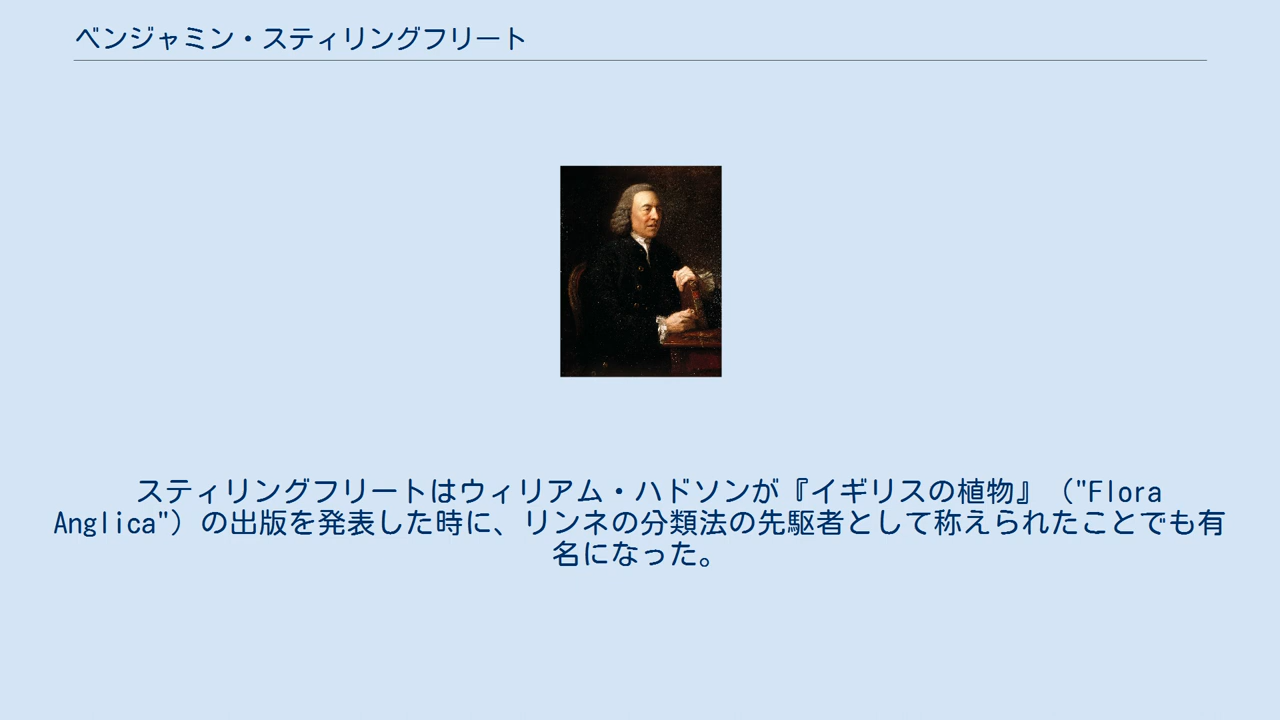 ベンジャミン・スティリングフリート
スティリングフリートはウィリアム・ハドソンが『イギリスの植物』（"Flora
Anglica"）の出版を発表した時に、リンネの分類法の先駆者として称えられたことでも有
名になった。